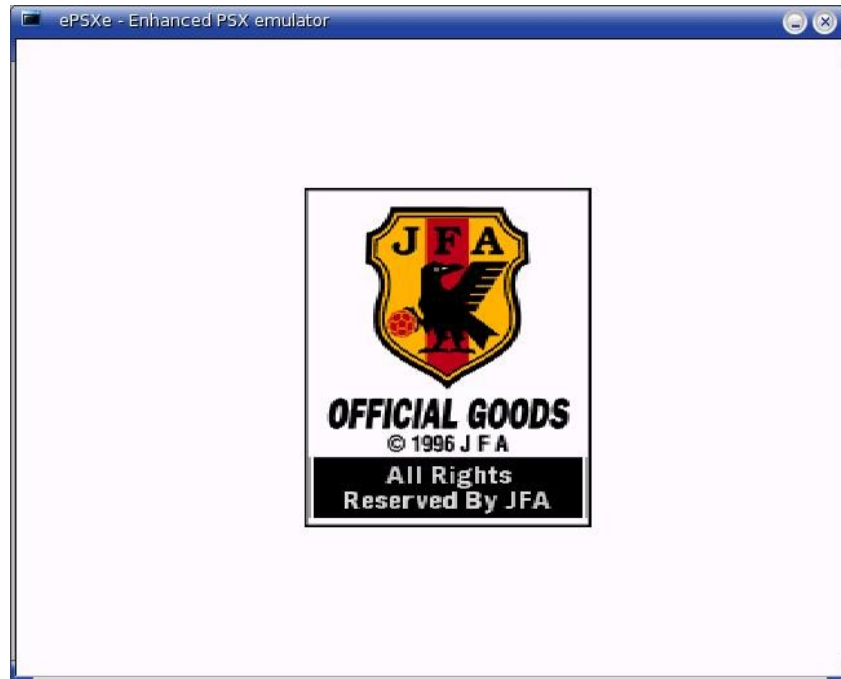 ePSXe - Enhanced PSX emulator
JFA
OFFICIAL GOODS
© 1996 J F A
All Rights
Reserved By JFA